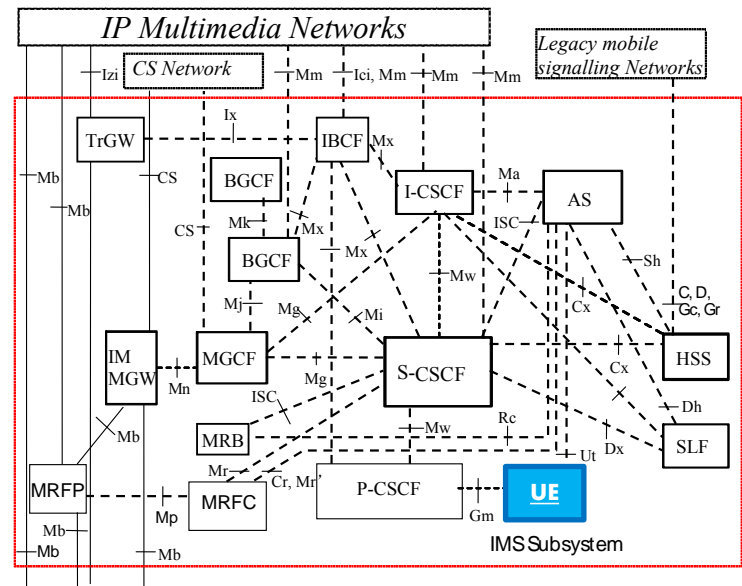 IP Multimedia Networks
Legacy mobile
signalling Networks
Izi
CS Network
Mm
Ici, Mm
Mm
Mm
TrGW
Ix
IBCF
Mx
Mb
CS
BGCF
I-CSCF
Ma
AS
Mb
Mk
CS
Mx
Mx
ISC
BGCF
Mw
Sh
Cx
C, D,
Gc, Gr
Mj
Mg
Mi
IM
MGW
MGCF
Mn
Mg
S-CSCF
Cx
HSS
ISC
Mb
MRB
Mw
Rc
Dh
Dx
SLF
Mr
Cr, Mr’
Ut
MRFP
Mp
MRFC
P-CSCF
Gm
UE
Mb
Mb
Mb
IMS Subsystem